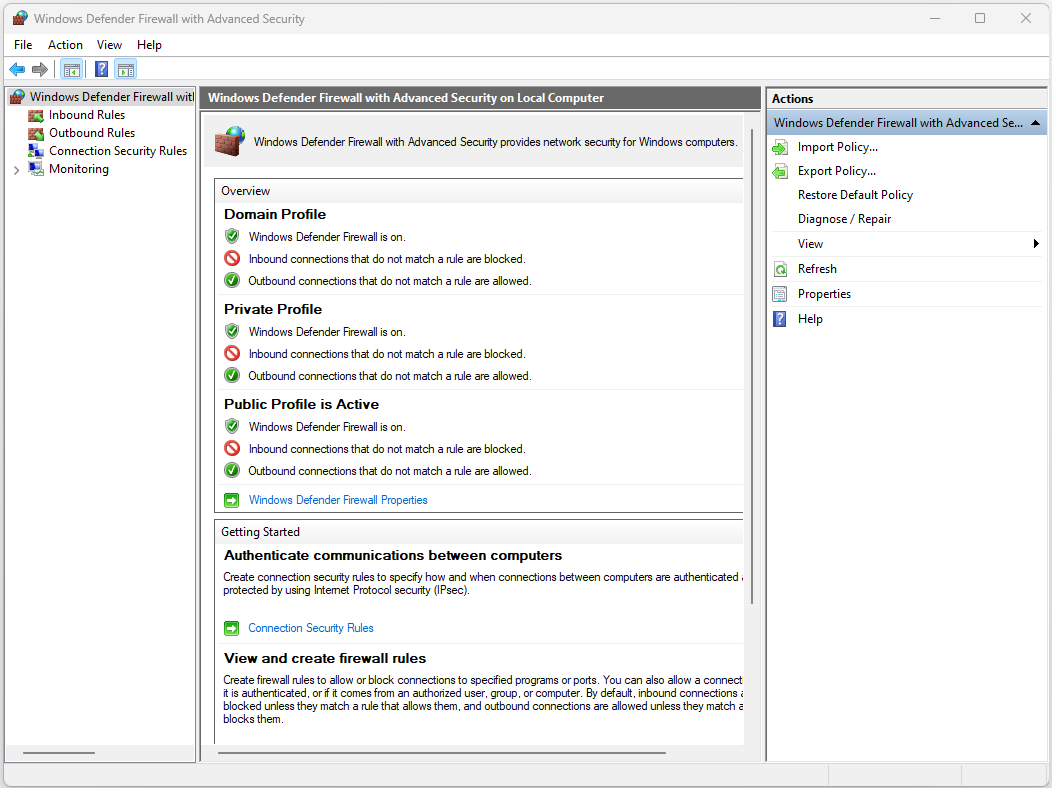 Windows Defender Firewall with Advanced Security
File Action View Help
Windows Defender Firewall wit
Inbound Rules
Outbound Rules
Connection Security Rules
Monitoring
Windows Defender Firewall with Advanced Security on Local Computer
Windows Defender Firewall with Advanced Security provides network security for Windows computers.
Overview
Domain Profile
Windows Defender Firewall is on.
Inbound connections that do not match a rule are blocked.
Outbound connections that do not match a rule are allowed.
Private Profile
Windows Defender Firewall is on.
Inbound connections that do not match a rule are blocked.
Outbound connections that do not match a rule are allowed.
Public Profile is Active
Windows Defender Firewall is on.
Inbound connections that do not match a rule are blocked.
Outbound connections that do not match a rule are allowed.
Windows Defender Firewall Properties
Getting Started
Authenticate communications between computers
Create connection security rules to specify how and when connections between computers are authenticated
protected by using Internet Protocol security (IPsec).
Connection Security Rules
View and create firewall rules
Create firewall rules to allow or block connections to specified programs or ports. You can also allow a connecti
it is authenticated, or if it comes from an authorized user, group, or computer. By default, inbound connections
blocked unless they match a rule that allows them, and outbound connections are allowed unless they match a
blocks them.
Actions
Windows Defender Firewall with Advanced Se...
Import Policy...
Export Policy...
Restore Default Policy
Diagnose / Repair
View
Refresh
Properties
Help